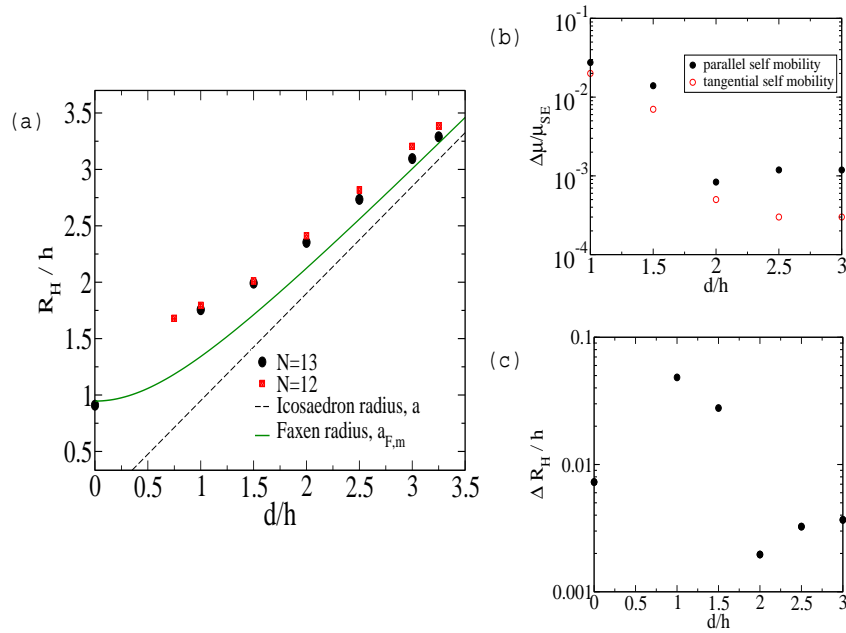 (a)
3.5
3
2.5
2
1.5
1
0.5
R_H / h
0 0.5 1 1.5 2 2.5 3 3.5
d/h
N=13
N=12
Icosaedron radius, a
Faxen radius, a_F,m
(b)
10^-1
10^-2
10^-3
10^-4
Δμ/μ_SE
parallel self mobility
tangential self mobility
1 1.5 2 2.5 3
d/h
(c)
0.1
0.01
0.001
Δ R_H / h
0 1 1.5 2 2.5 3
d/h